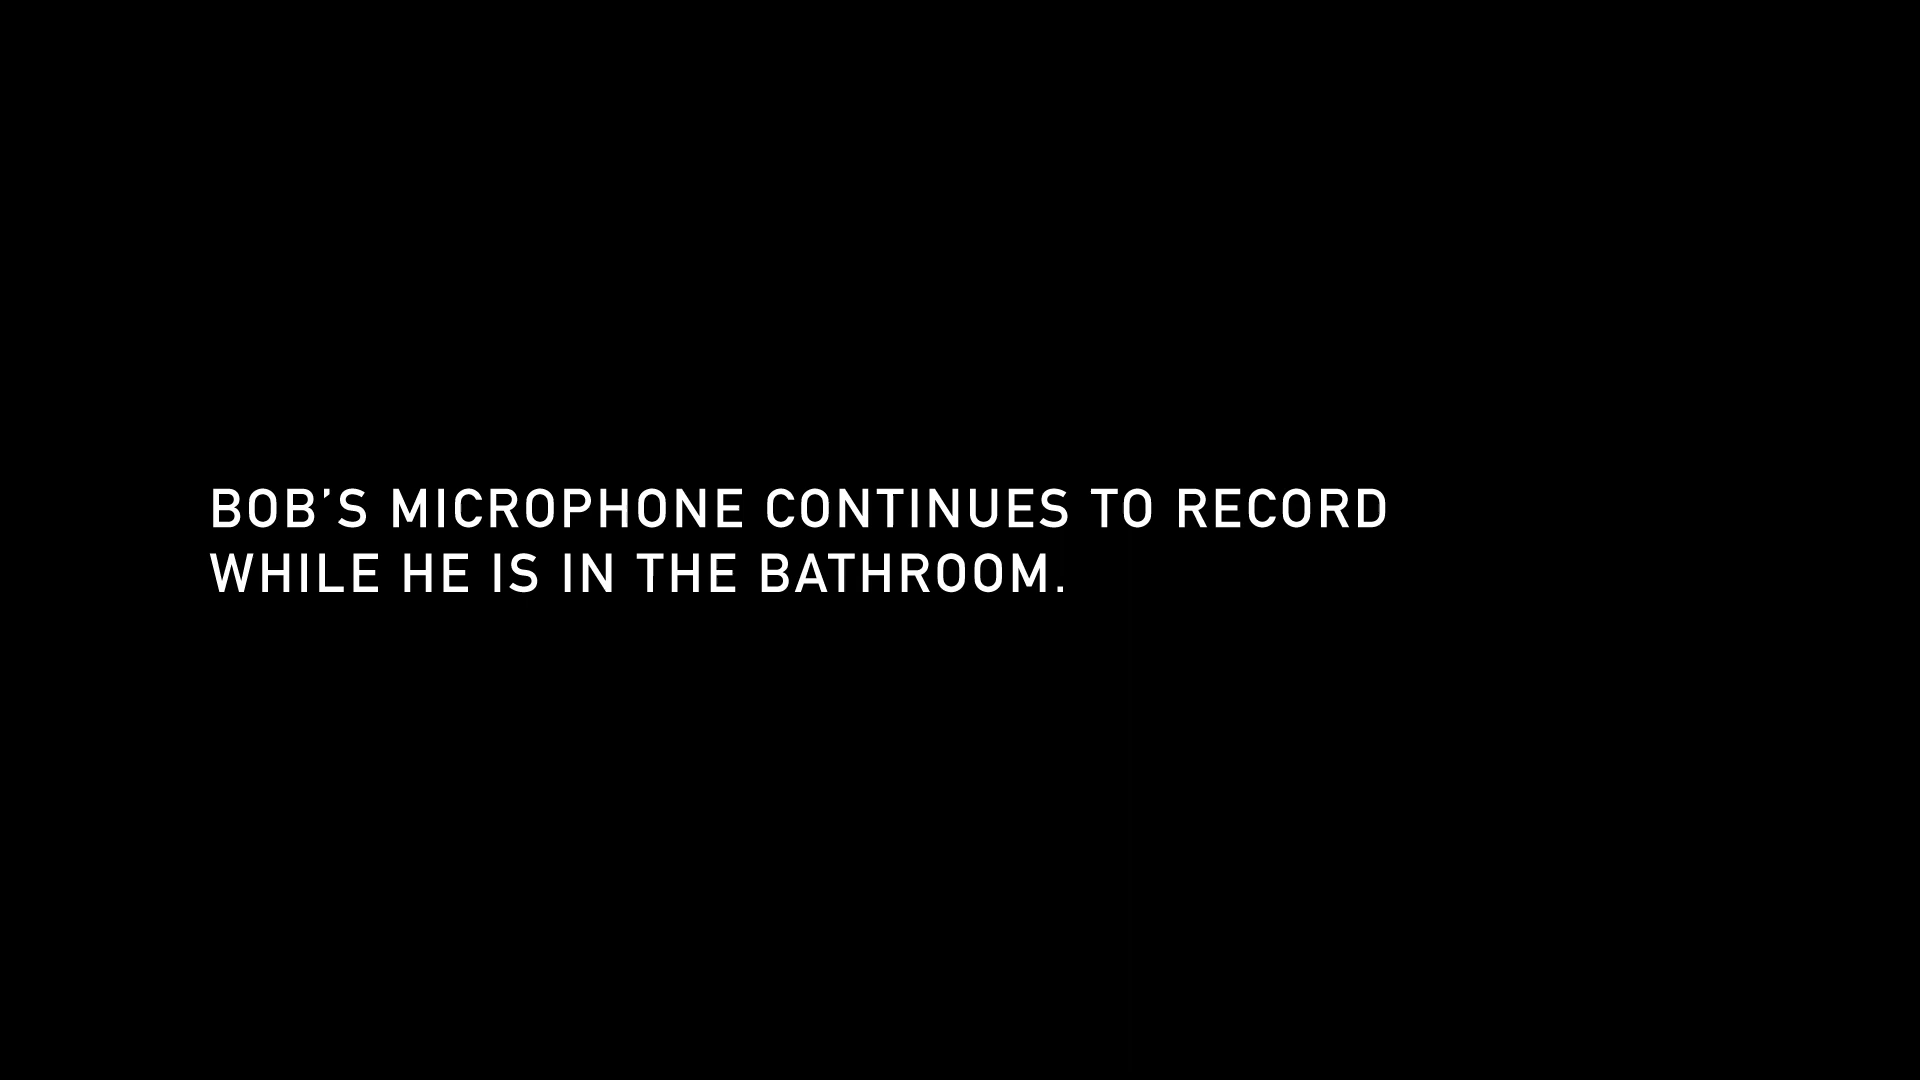 BOB’S MICROPHONE CONTINUES TO RECORD
WHILE HE IS IN THE BATHROOM.